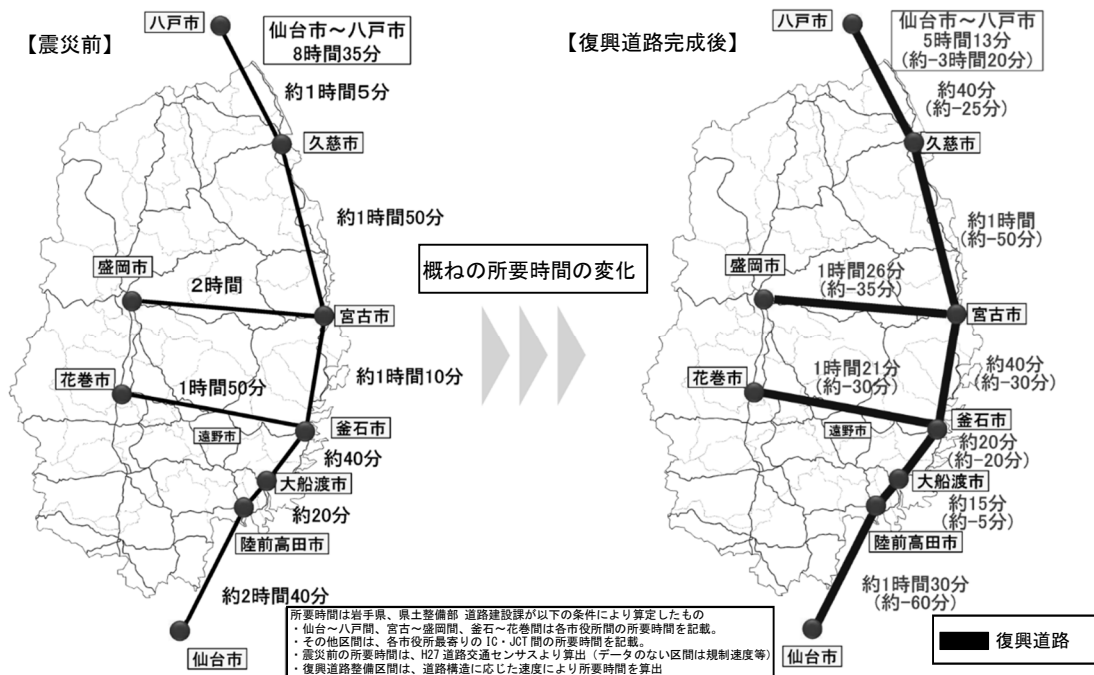 【震災前】
八戸市
仙台市～八戸市
8時間35分
約1時間5分
久慈市
約1時間50分
盛岡市
2時間
宮古市
花巻市
1時間50分
約1時間10分
遠野市
釜石市
約40分
大船渡市
約20分
陸前高田市
約2時間40分
仙台市
概ねの所要時間の変化
【復興道路完成後】
八戸市
仙台市～八戸市
5時間13分
(約-3時間20分)
約40分
(約-25分)
久慈市
約1時間
(約-50分)
盛岡市
1時間26分
(約-35分)
宮古市
花巻市
1時間21分
(約-30分)
約40分
(約-30分)
遠野市
釜石市
約20分
(約-20分)
大船渡市
約15分
(約-5分)
陸前高田市
約1時間30分
(約-60分)
仙台市
所要時間は岩手県、県土整備部 道路建設課が以下の条件により算定したもの
・仙台～八戸間、宮古～盛岡間、釜石～花巻間は各市役所間の所要時間を記載。
・その他区間は、各市役所最寄りのIC・JCT間の所要時間を記載。
・震災前の所要時間は、H27道路交通センサスより算出（データのない区間は規制速度等）
・復興道路整備区間は、道路構造に応じた速度により所要時間を算出
復興道路